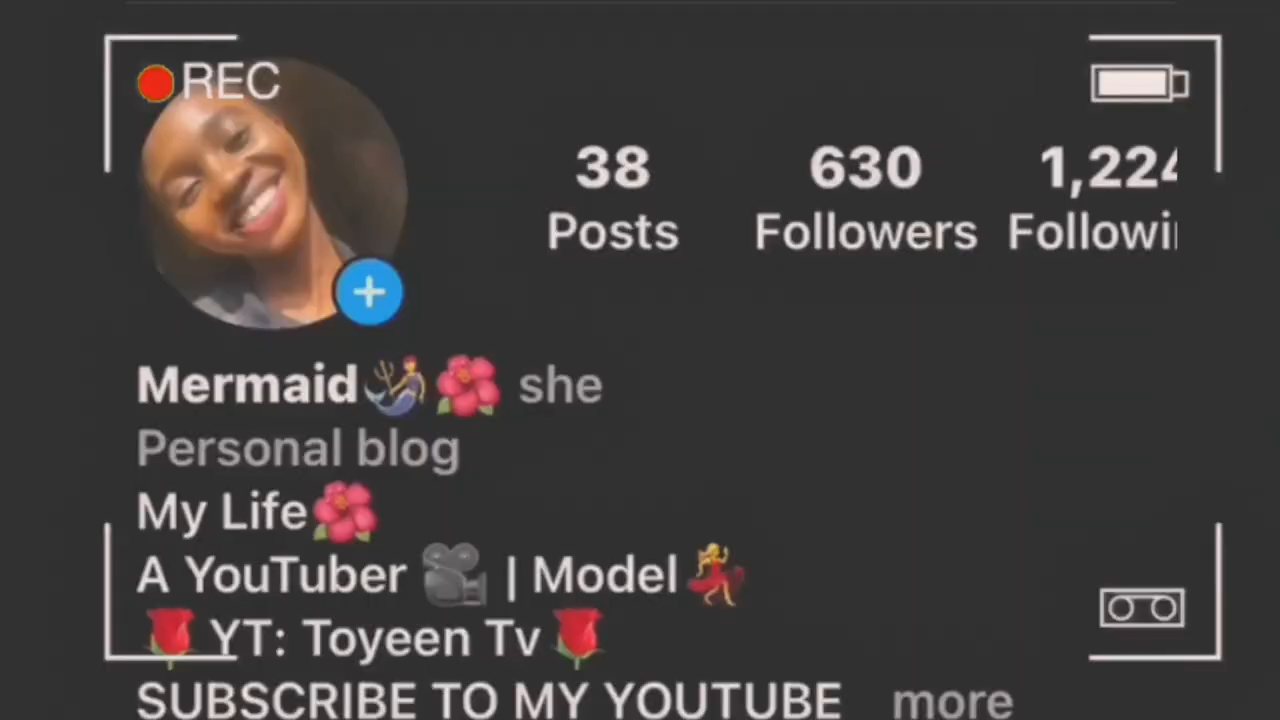 REC
38 630 1,224
Posts Followers Followi
Mermaid🧜‍♀️🌺 she
Personal blog
My Life🌺
A YouTuber 🎥 | Model💃
🌹 YT: Toyeen Tv🌹
SUBSCRIBE TO MY YOUTUBE more